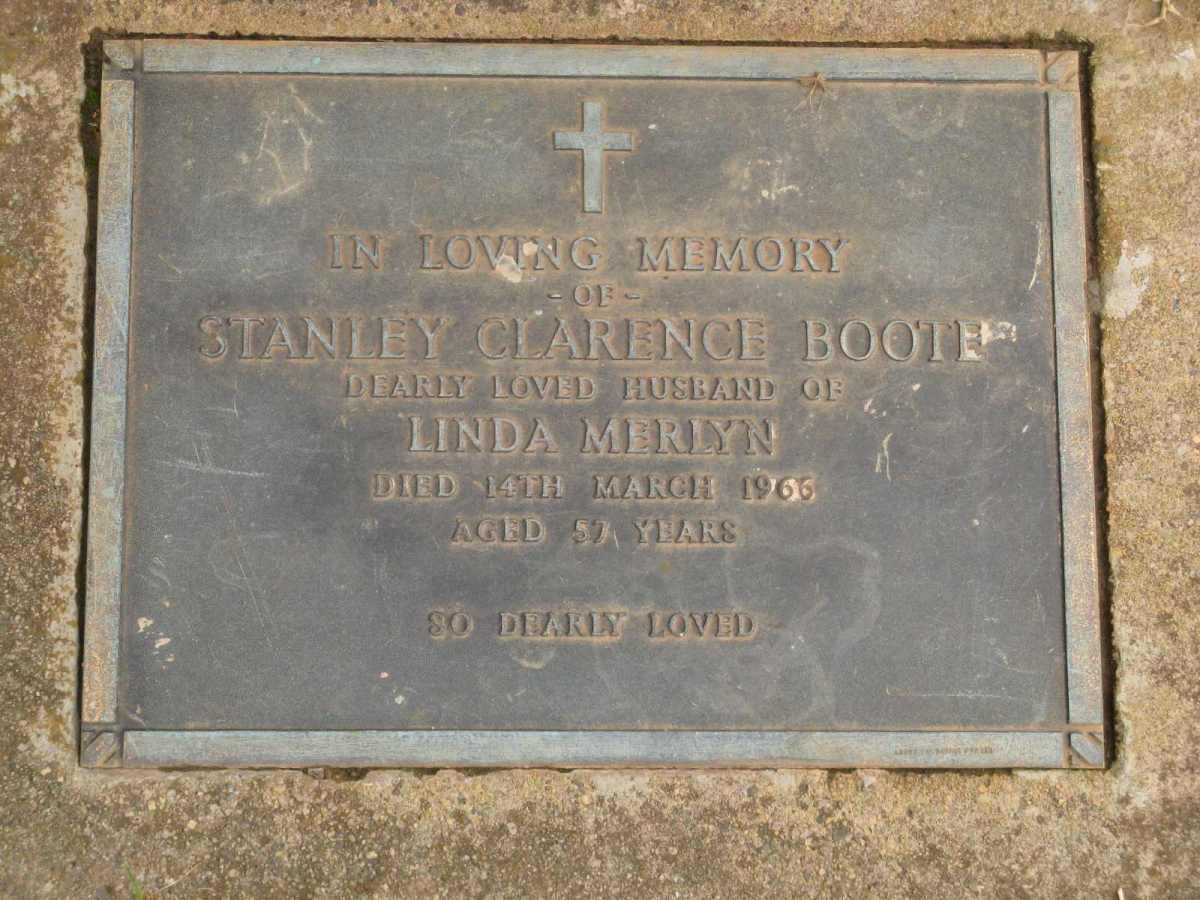 IN LOVING MEMORY
- OF -
STANLEY CLARENCE BOOTE
DEARLY LOVED HUSBAND OF
LINDA MERLYN
DIED 14TH MARCH 1966
AGED 57 YEARS
SO DEARLY LOVED